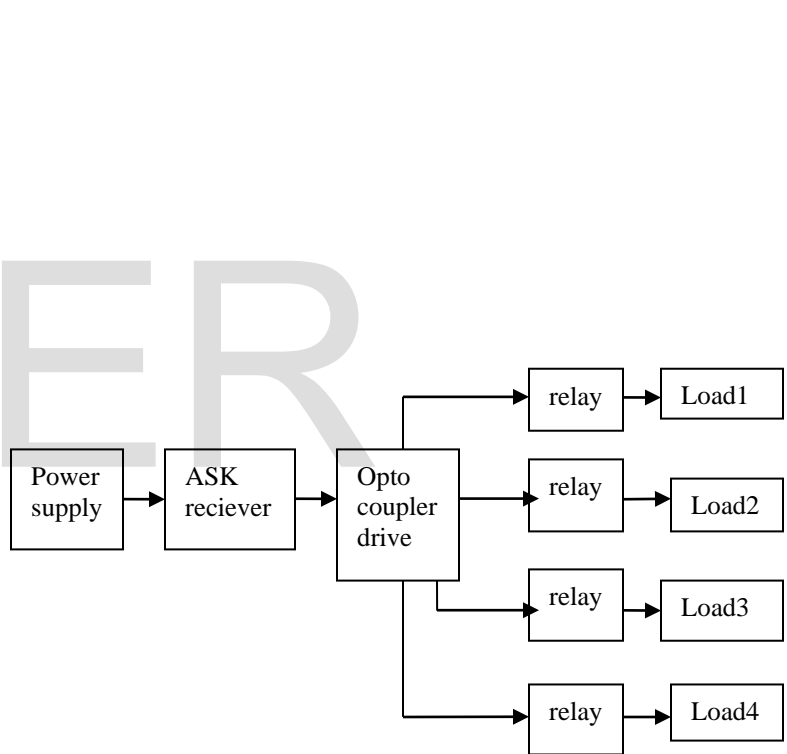 ER
relay
Load1
Power
supply
ASK
reciever
Opto
coupler
drive
relay
Load2
relay
Load3
relay
Load4